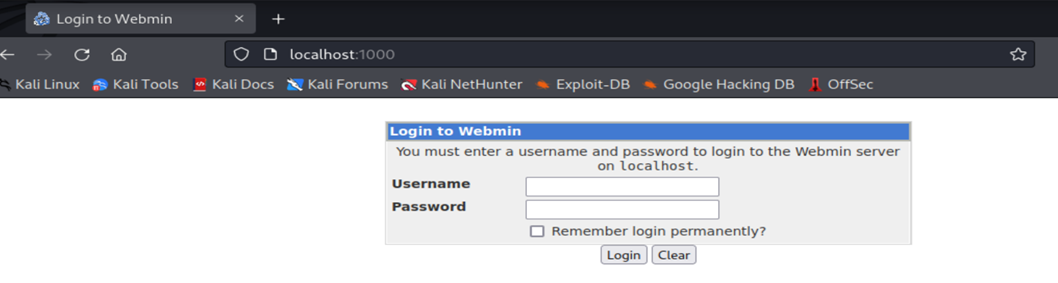 Login to Webmin
localhost:1000
Kali Linux Kali Tools Kali Docs Kali Forums Kali NetHunter Exploit-DB Google Hacking DB OffSec
Login to Webmin
You must enter a username and password to login to the Webmin server
on localhost.
Username
Password
Remember login permanently?
Login Clear